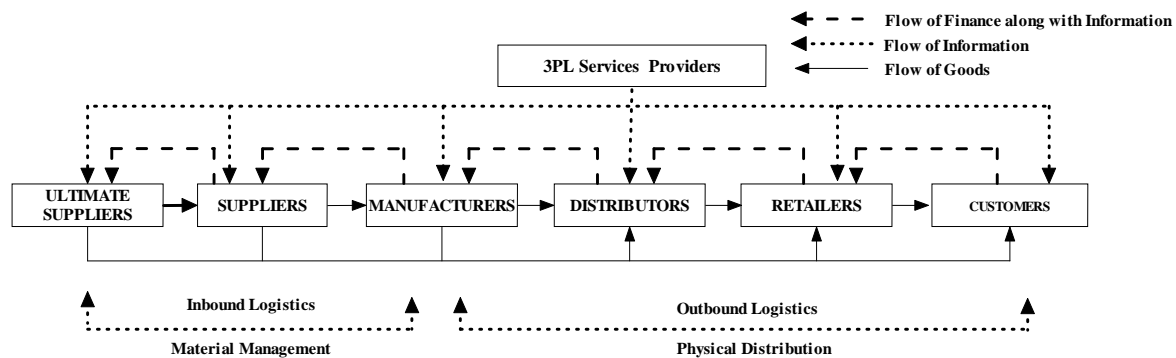 Flow of Finance along with Information
Flow of Information
Flow of Goods
3PL Services Providers
ULTIMATE
SUPPLIERS
SUPPLIERS
MANUFACTURERS
DISTRIBUTORS
RETAILERS
CUSTOMERS
Inbound Logistics
Outbound Logistics
Material Management
Physical Distribution